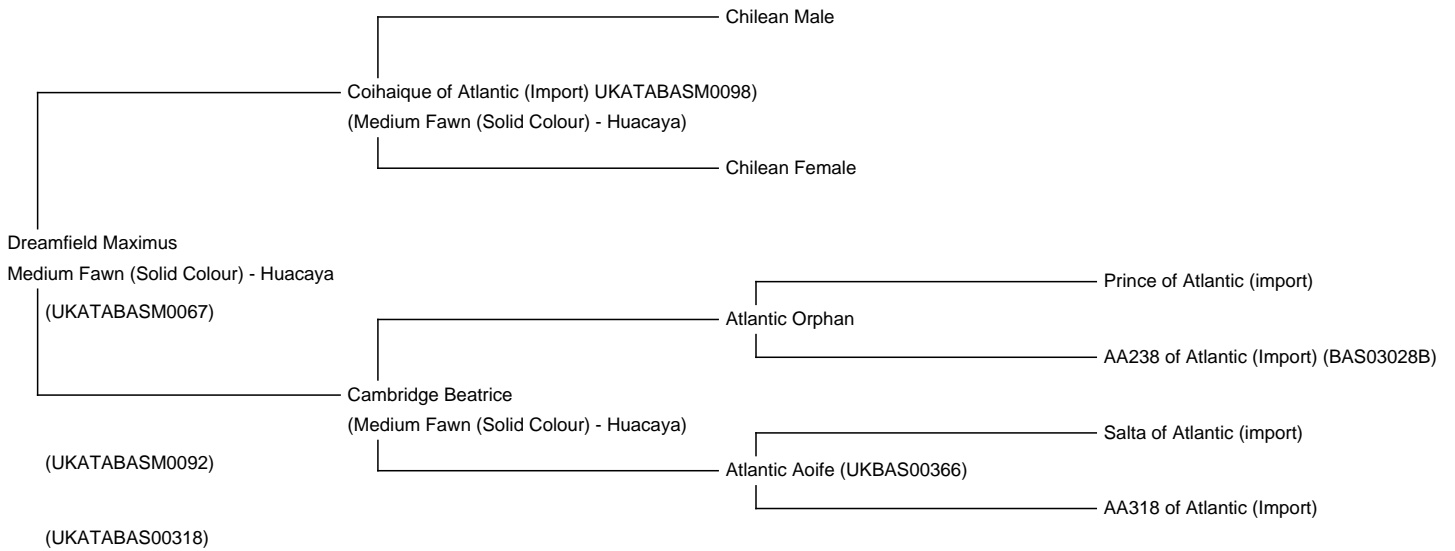 Chilean Male
Coihaique of Atlantic (Import) UKATABASM0098)
(Medium Fawn (Solid Colour) - Huacaya)
Chilean Female
Dreamfield Maximus
Medium Fawn (Solid Colour) - Huacaya
(UKATABASM0067)
Prince of Atlantic (import)
Atlantic Orphan
AA238 of Atlantic (Import) (BAS03028B)
Cambridge Beatrice
(Medium Fawn (Solid Colour) - Huacaya)
Salta of Atlantic (import)
(UKATABASM0092)
Atlantic Aoife (UKBAS00366)
AA318 of Atlantic (Import)
(UKATABAS00318)